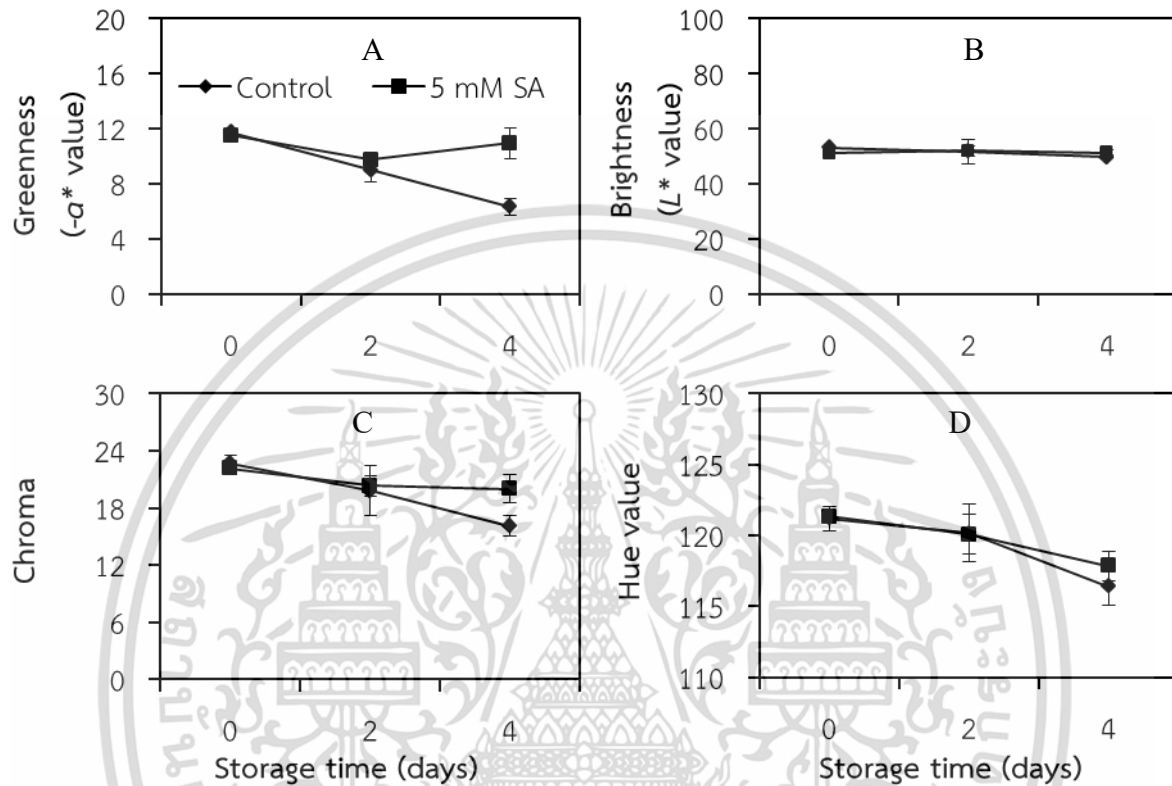 Greenness
(-a* value)
20
16
12
8
4
0
A
Control
5 mM SA
0 2 4
Brightness
(L* value)
100
80
60
40
20
0
B
0 2 4
Chroma
30
24
18
12
6
0
C
0 2 4
Storage time (days)
Hue value
130
125
120
115
110
D
0 2 4
Storage time (days)